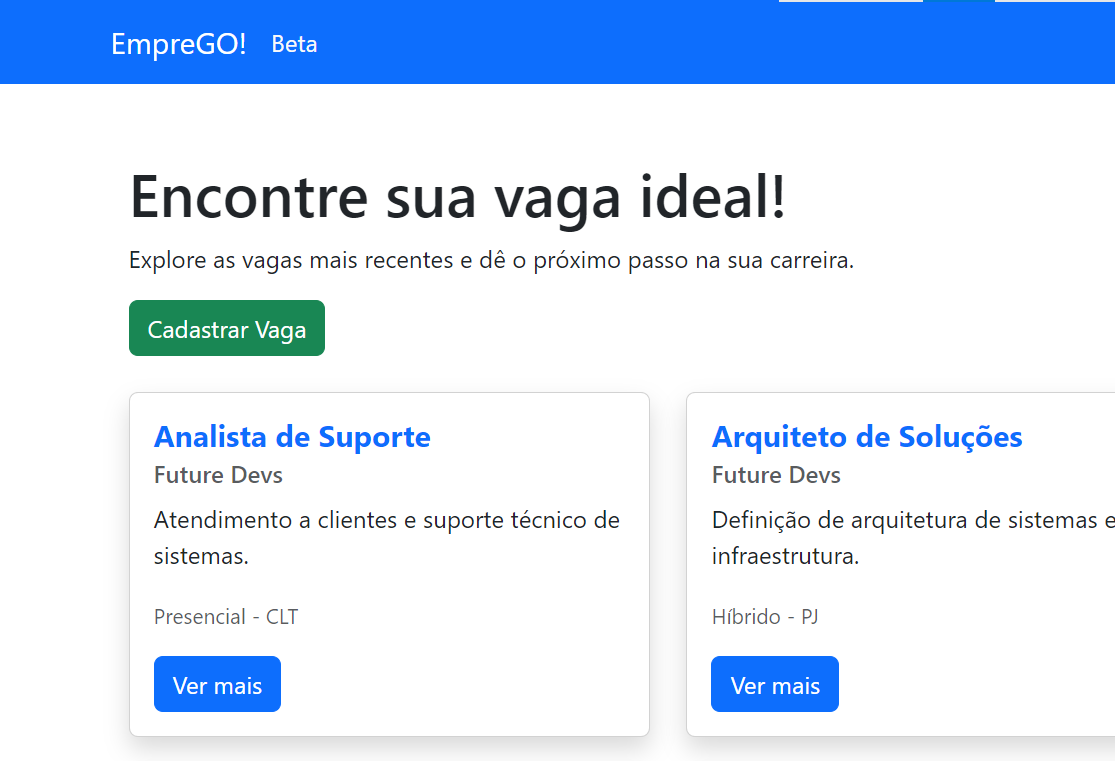 EmpreGO! Beta
Encontre sua vaga ideal!
Explore as vagas mais recentes e dê o próximo passo na sua carreira.
Cadastrar Vaga
Analista de Suporte
Future Devs
Atendimento a clientes e suporte técnico de
sistemas.
Presencial - CLT
Ver mais
Arquiteto de Soluções
Future Devs
Definição de arquitetura de sistemas e
infraestrutura.
Híbrido - PJ
Ver mais